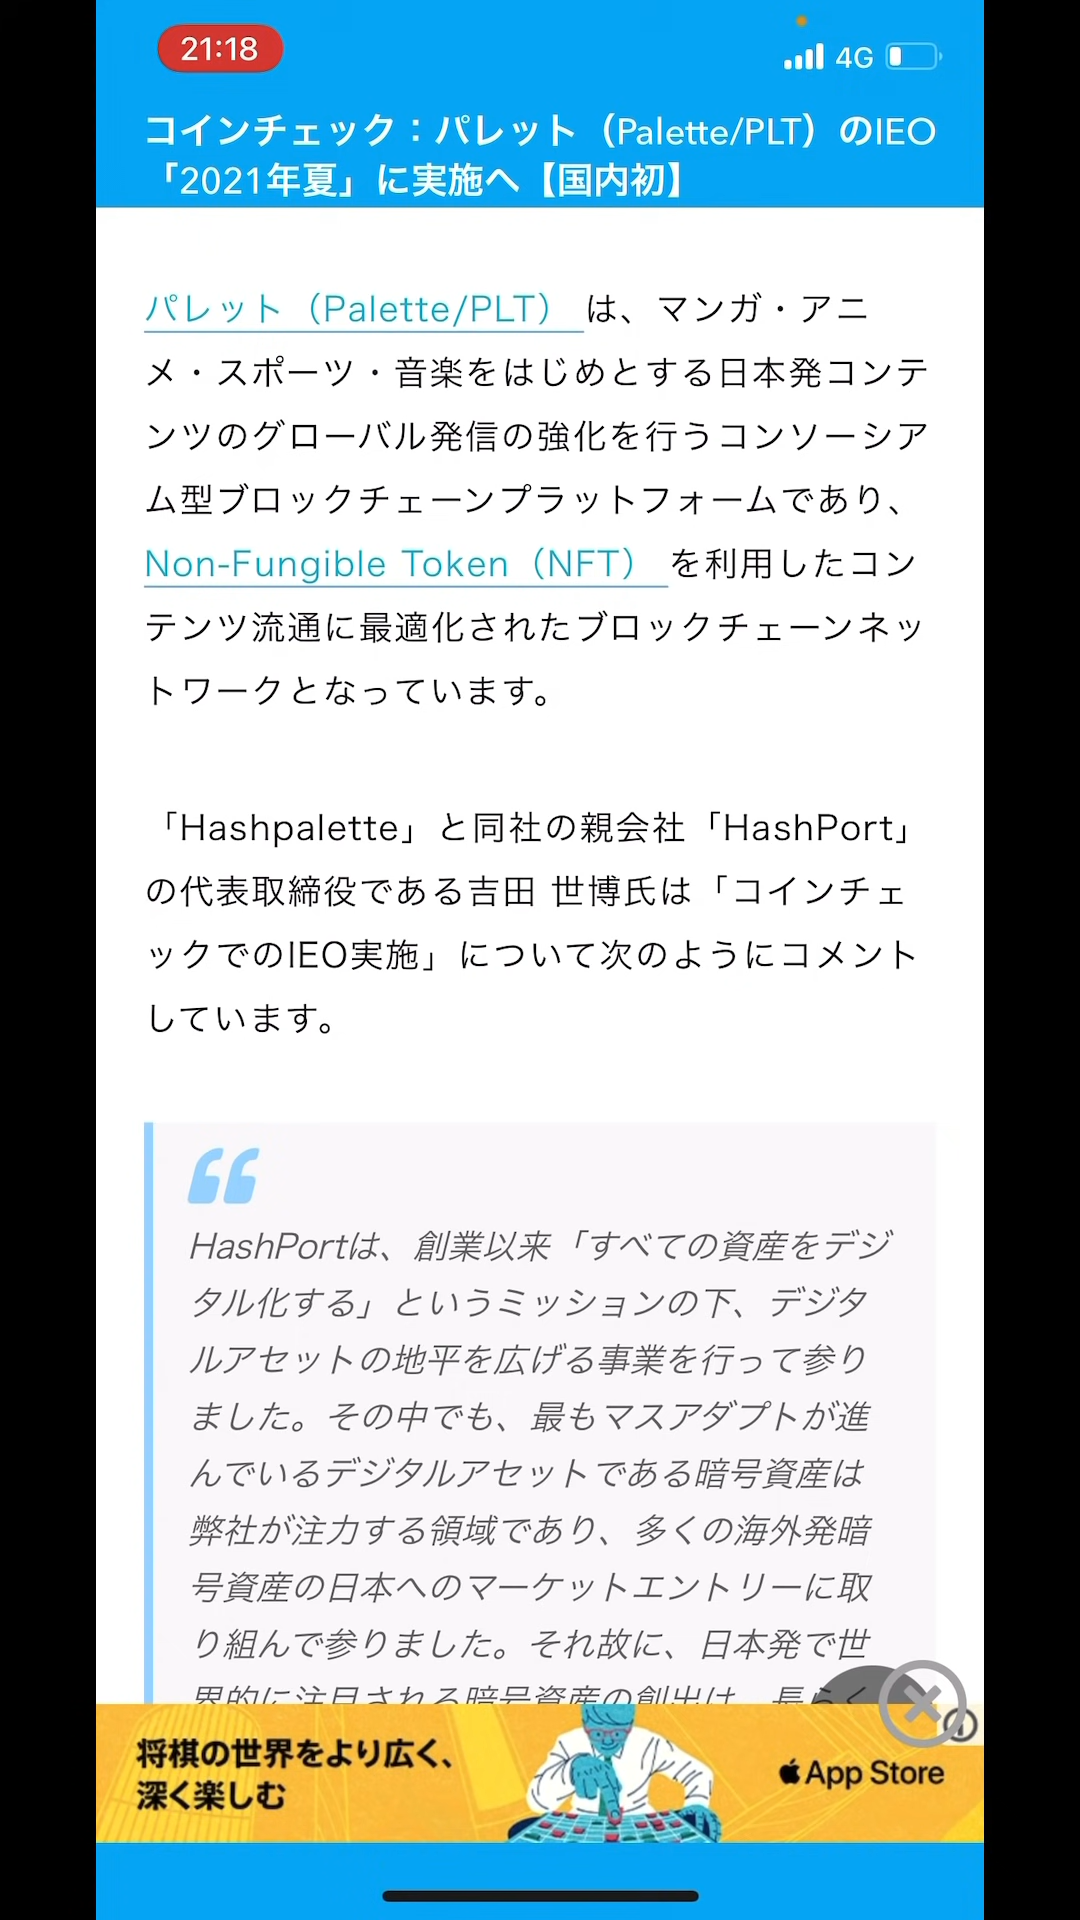 21:18
4G
コインチェック：パレット（Palette/PLT）のIEO
「2021年夏」に実施へ【国内初】
パレット（Palette/PLT）は、マンガ・アニ
メ・スポーツ・音楽をはじめとする日本発コンテ
ンツのグローバル発信の強化を行うコンソーシア
ム型ブロックチェーンプラットフォームであり、
Non-Fungible Token（NFT）を利用したコン
テンツ流通に最適化されたブロックチェーンネッ
トワークとなっています。
「Hashpalette」と同社の親会社「HashPort」
の代表取締役である吉田 世博氏は「コインチェ
ックでのIEO実施」について次のようにコメント
しています。
HashPortは、創業以来「すべての資産をデジ
タル化する」というミッションの下、デジタ
ルアセットの地平を広げる事業を行って参り
ました。その中でも、最もマスアダプトが進
んでいるデジタルアセットである暗号資産は
弊社が注力する領域であり、多くの海外発暗
号資産の日本へのマーケットエントリーに取
り組んで参りました。それ故に、日本発で世
界的に注目される暗号資産の創出は、長らく
将棋の世界をより広く、
深く楽しむ
App Store